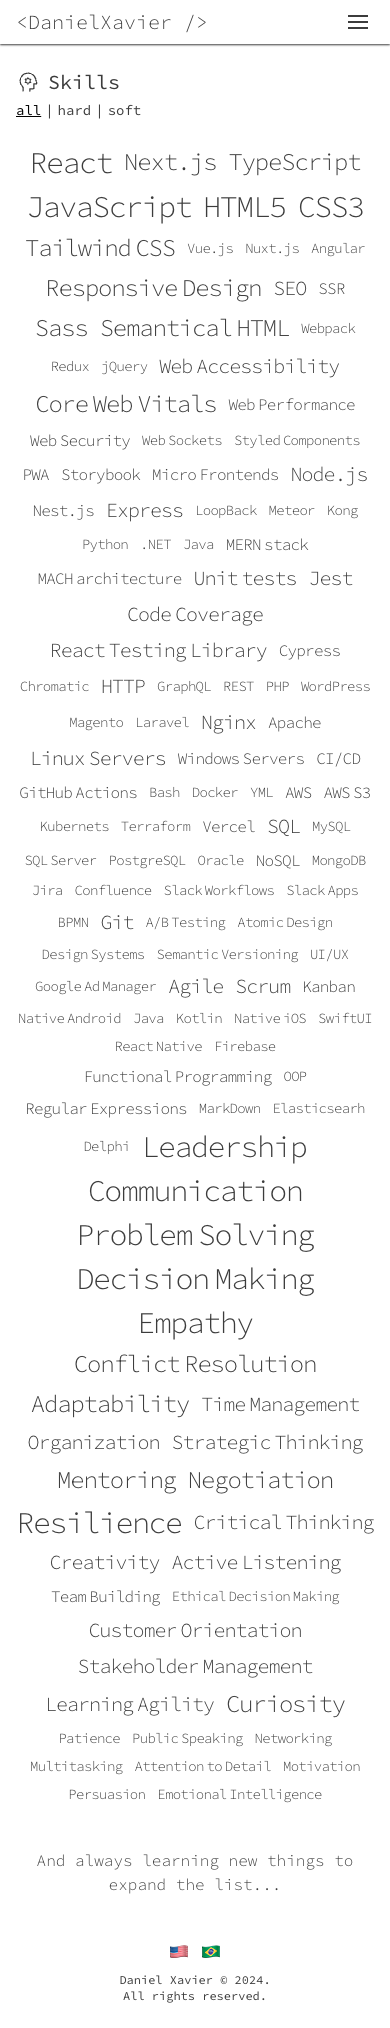 <DanielXavier />
Skills
all | hard | soft
React Next.js TypeScript
JavaScript HTML5 CSS3
Tailwind CSS Vue.js Nuxt.js Angular
Responsive Design SEO SSR
Sass Semantical HTML Webpack
Redux jQuery Web Accessibility
Core Web Vitals Web Performance
Web Security Web Sockets Styled Components
PWA Storybook Micro Frontends Node.js
Nest.js Express LoopBack Meteor Kong
Python .NET Java MERN stack
MACH architecture Unit tests Jest
Code Coverage
React Testing Library Cypress
Chromatic HTTP GraphQL REST PHP WordPress
Magento Laravel Nginx Apache
Linux Servers Windows Servers CI/CD
GitHub Actions Bash Docker YML AWS AWS S3
Kubernets Terraform Vercel SQL MySQL
SQL Server PostgreSQL Oracle NoSQL MongoDB
Jira Confluence Slack Workflows Slack Apps
BPMN Git A/B Testing Atomic Design
Design Systems Semantic Versioning UI/UX
Google Ad Manager Agile Scrum Kanban
Native Android Java Kotlin Native iOS SwiftUI
React Native Firebase
Functional Programming OOP
Regular Expressions MarkDown Elasticsearh
Delphi Leadership
Communication
Problem Solving
Decision Making
Empathy
Conflict Resolution
Adaptability Time Management
Organization Strategic Thinking
Mentoring Negotiation
Resilience Critical Thinking
Creativity Active Listening
Team Building Ethical Decision Making
Customer Orientation
Stakeholder Management
Learning Agility Curiosity
Patience Public Speaking Networking
Multitasking Attention to Detail Motivation
Persuasion Emotional Intelligence
And always learning new things to
expand the list...
Daniel Xavier © 2024.
All rights reserved.